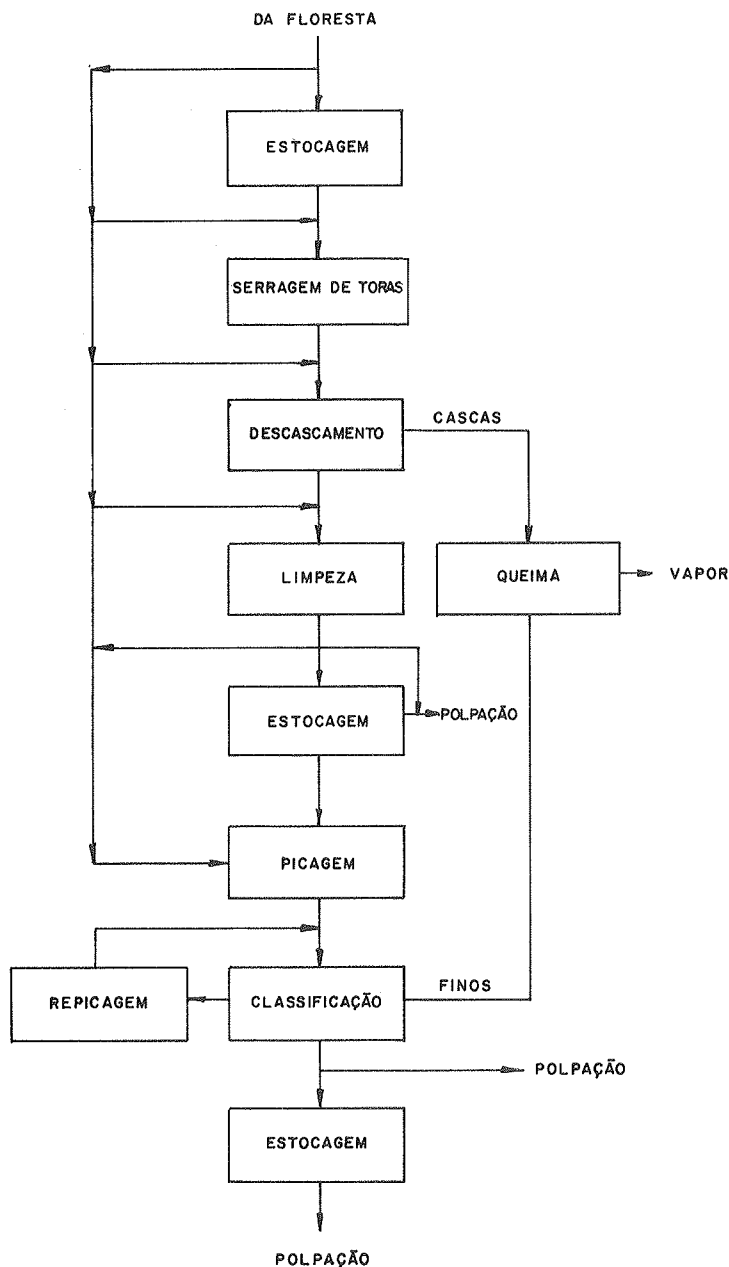 DA FLORESTA
ESTOCAGEM
SERRAGEM DE TORAS
DESCASCAMENTO
CASCAS
LIMPEZA
QUEIMA
VAPOR
ESTOCAGEM
POLPAÇÃO
PICAGEM
REPICAGEM
CLASSIFICAÇÃO
FINOS
POLPAÇÃO
ESTOCAGEM
POLPAÇÃO